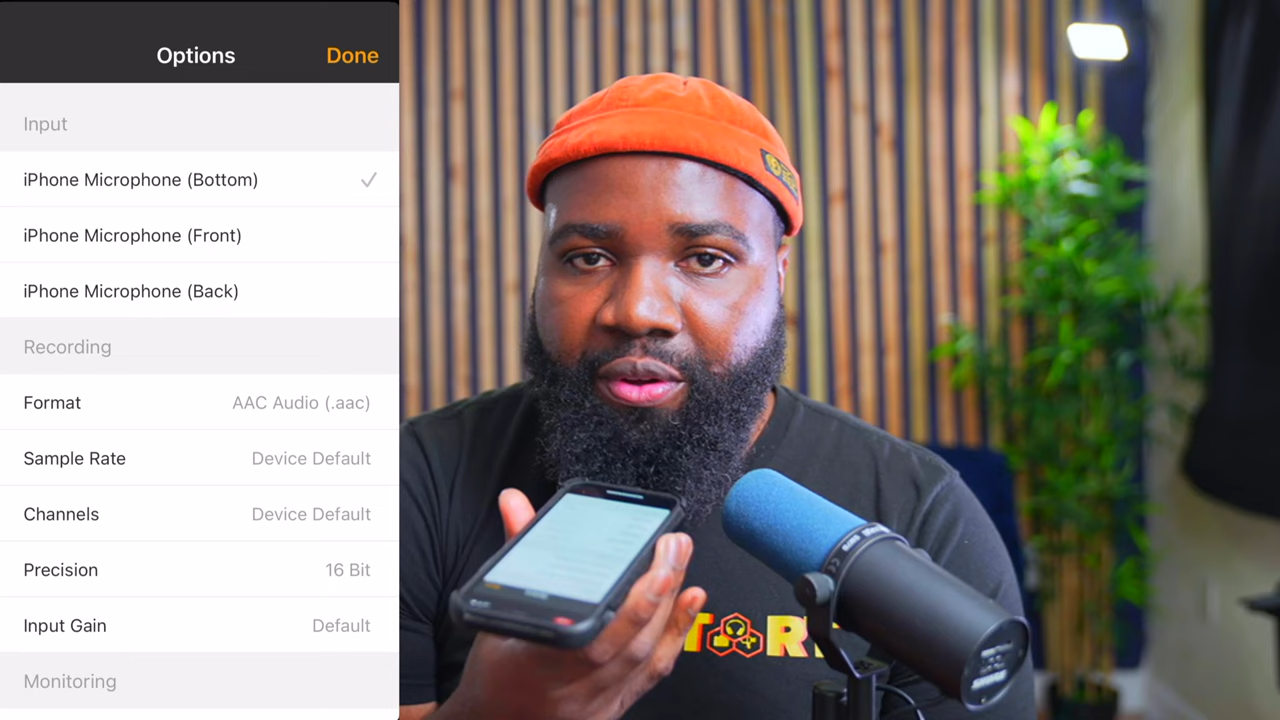 Options
Done
Input
iPhone Microphone (Bottom)
iPhone Microphone (Front)
iPhone Microphone (Back)
Recording
Format
AAC Audio (.aac)
Sample Rate
Device Default
Channels
Device Default
Precision
16 Bit
Input Gain
Default
Monitoring